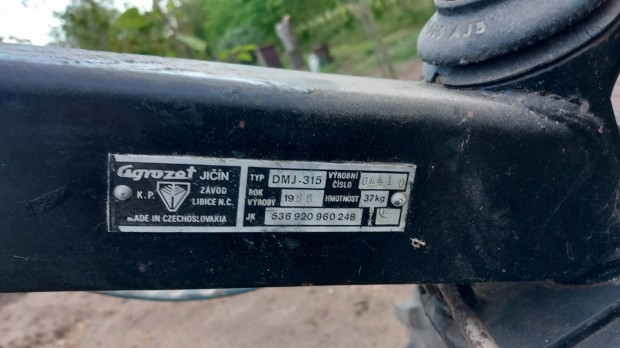 agrozet JIČÍN
K.P. ZÁVOD
LIBICE N.C.
MADE IN CZECHOSLOVAKIA
TYP DMJ-315 VÝROBNÍ ČÍSLO 04410
ROK VÝROBY 1988 HMOTNOST 37kg
JK 536 920 960 248